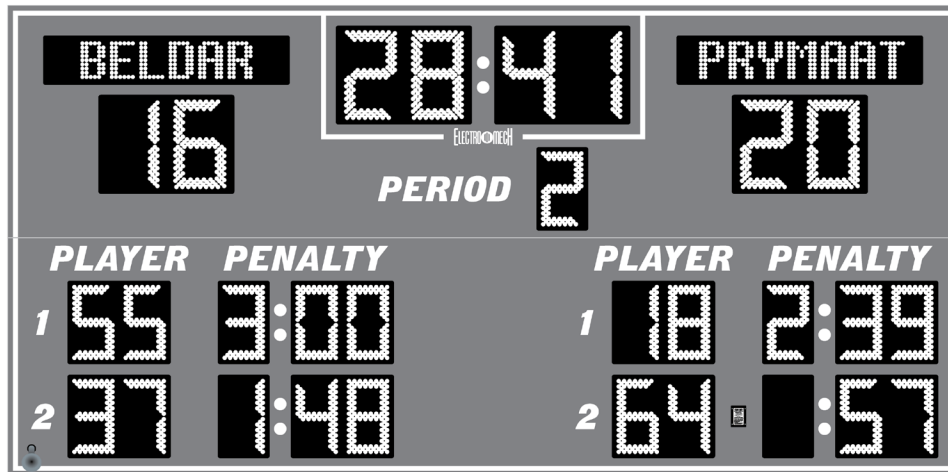 BELDAR 28:41 PRYMAAT
16 20
ELECTRO-MECH
PERIOD 2
PLAYER PENALTY PLAYER PENALTY
1 55 3:00 1 18 2:39
2 37 1:48 2 64 :57